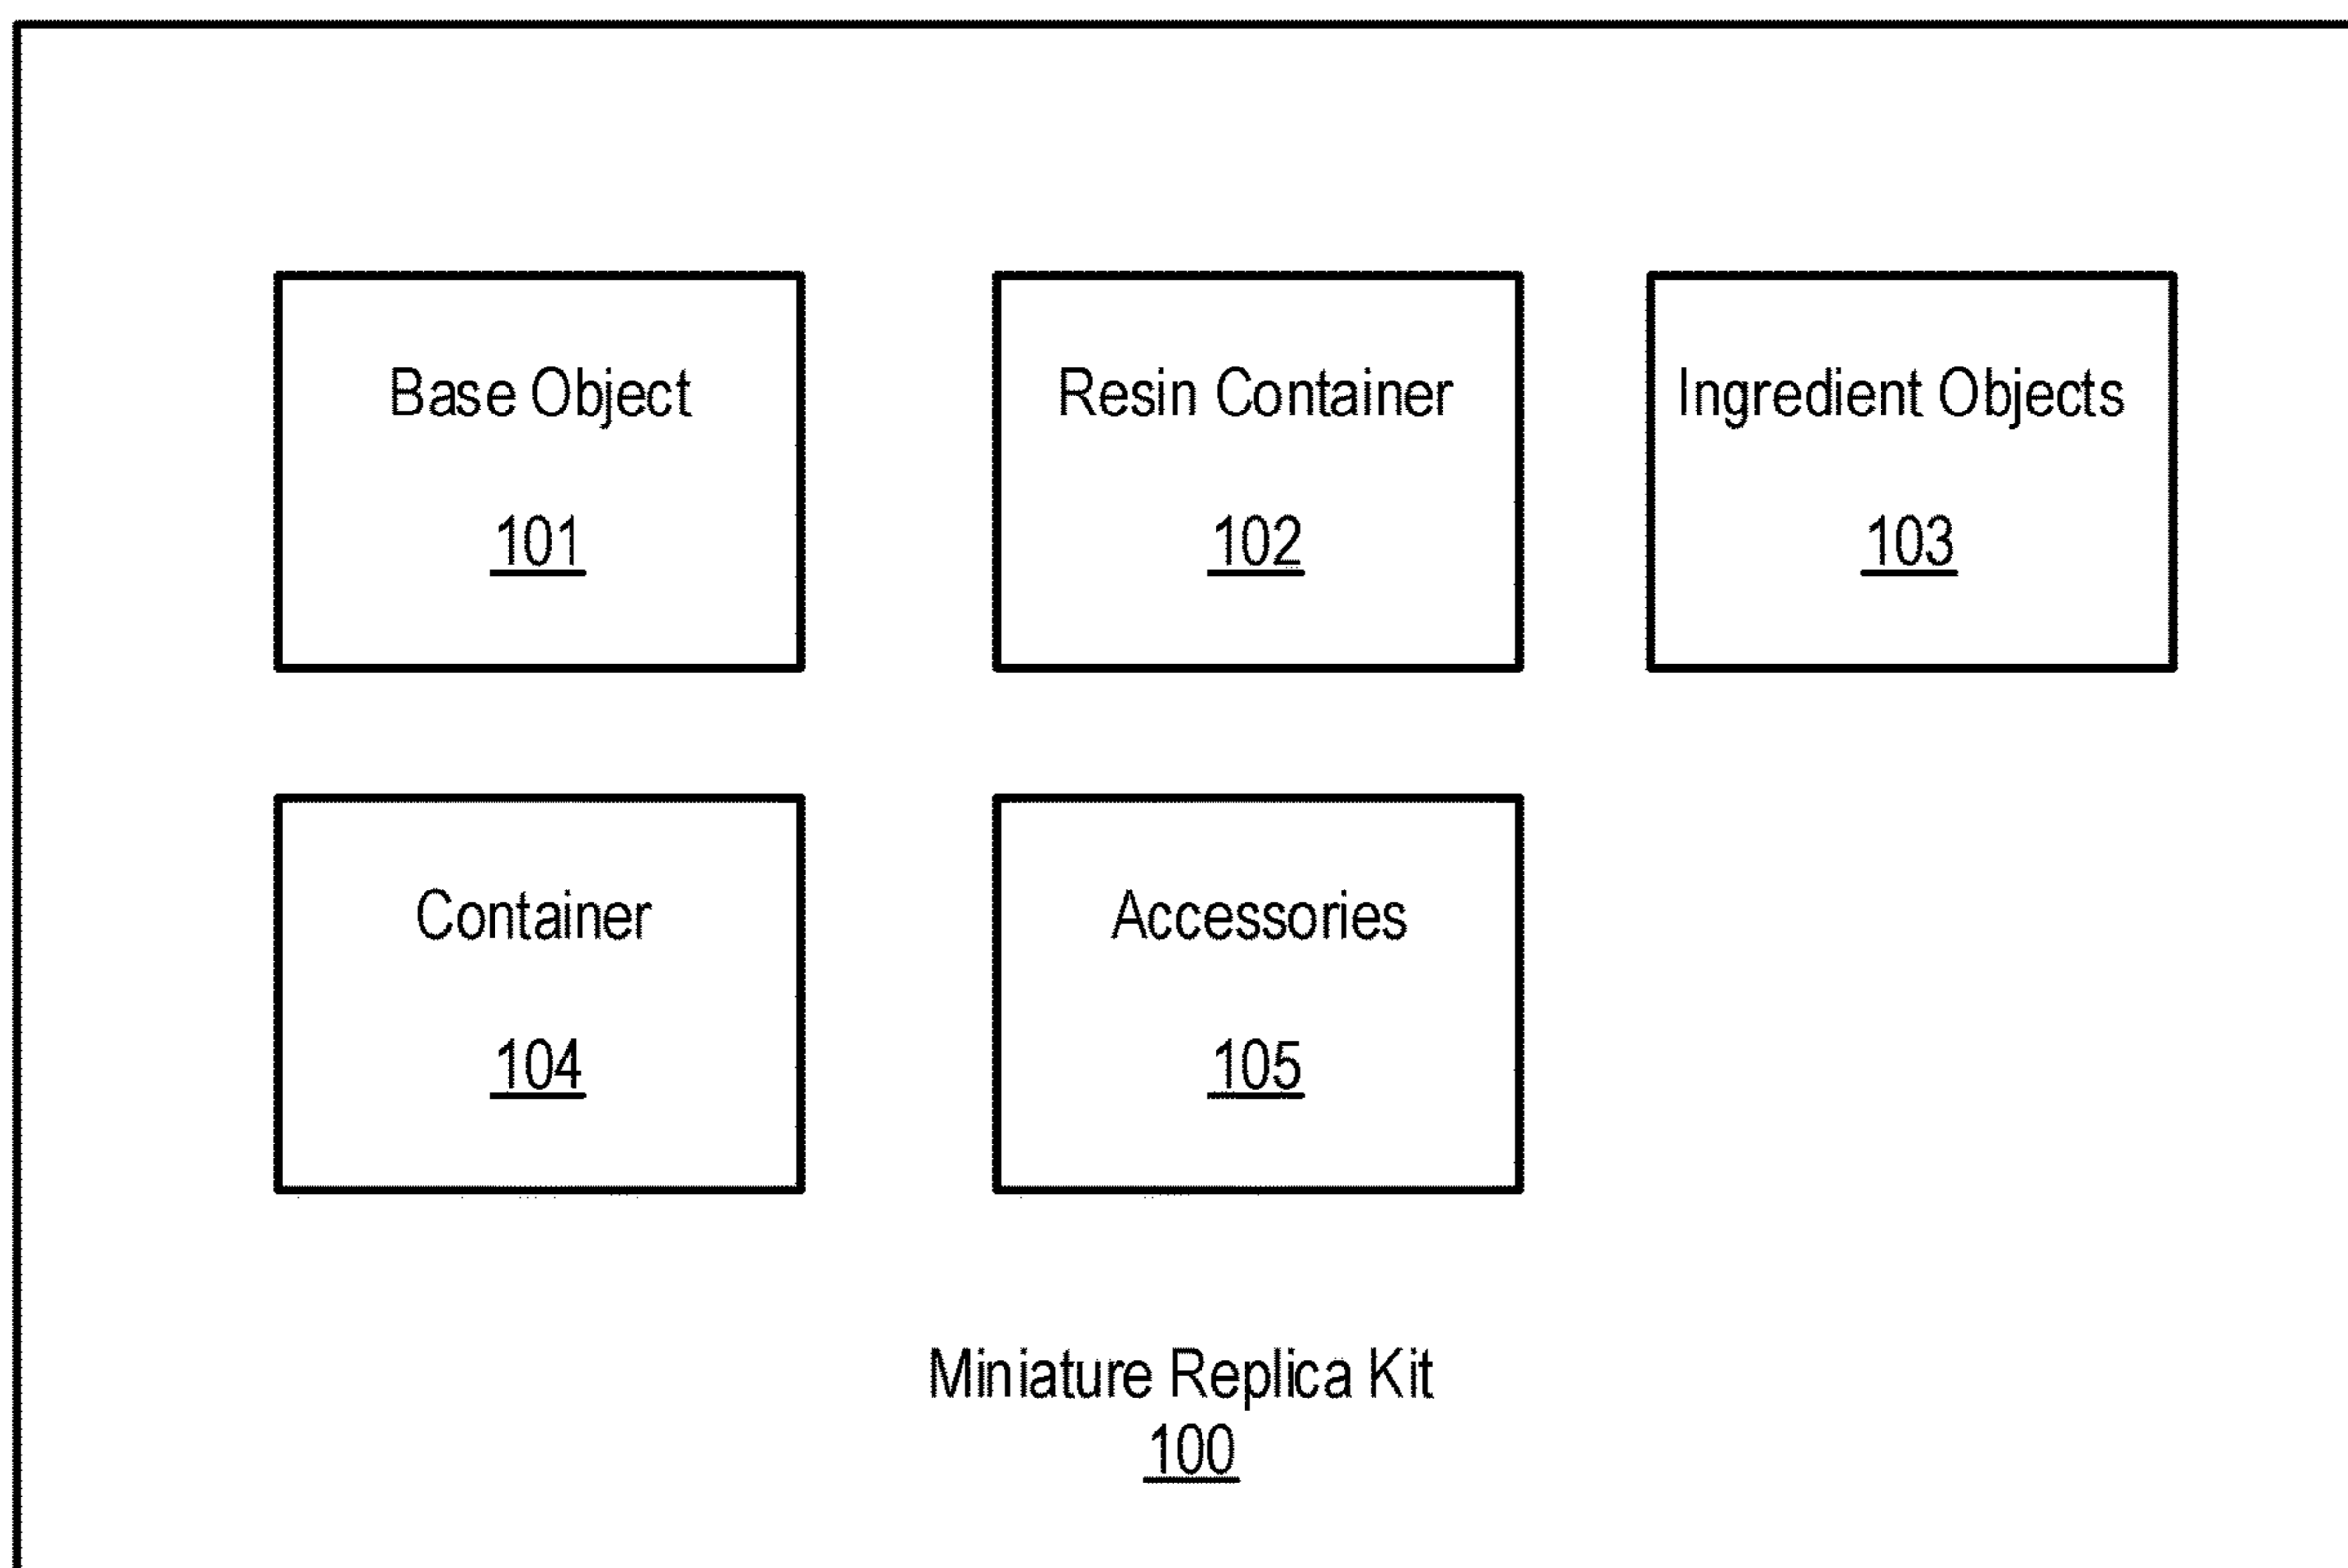 Base Object
101
Resin Container
102
Ingredient Objects
103
Container
104
Accessories
105
Miniature Replica Kit
100